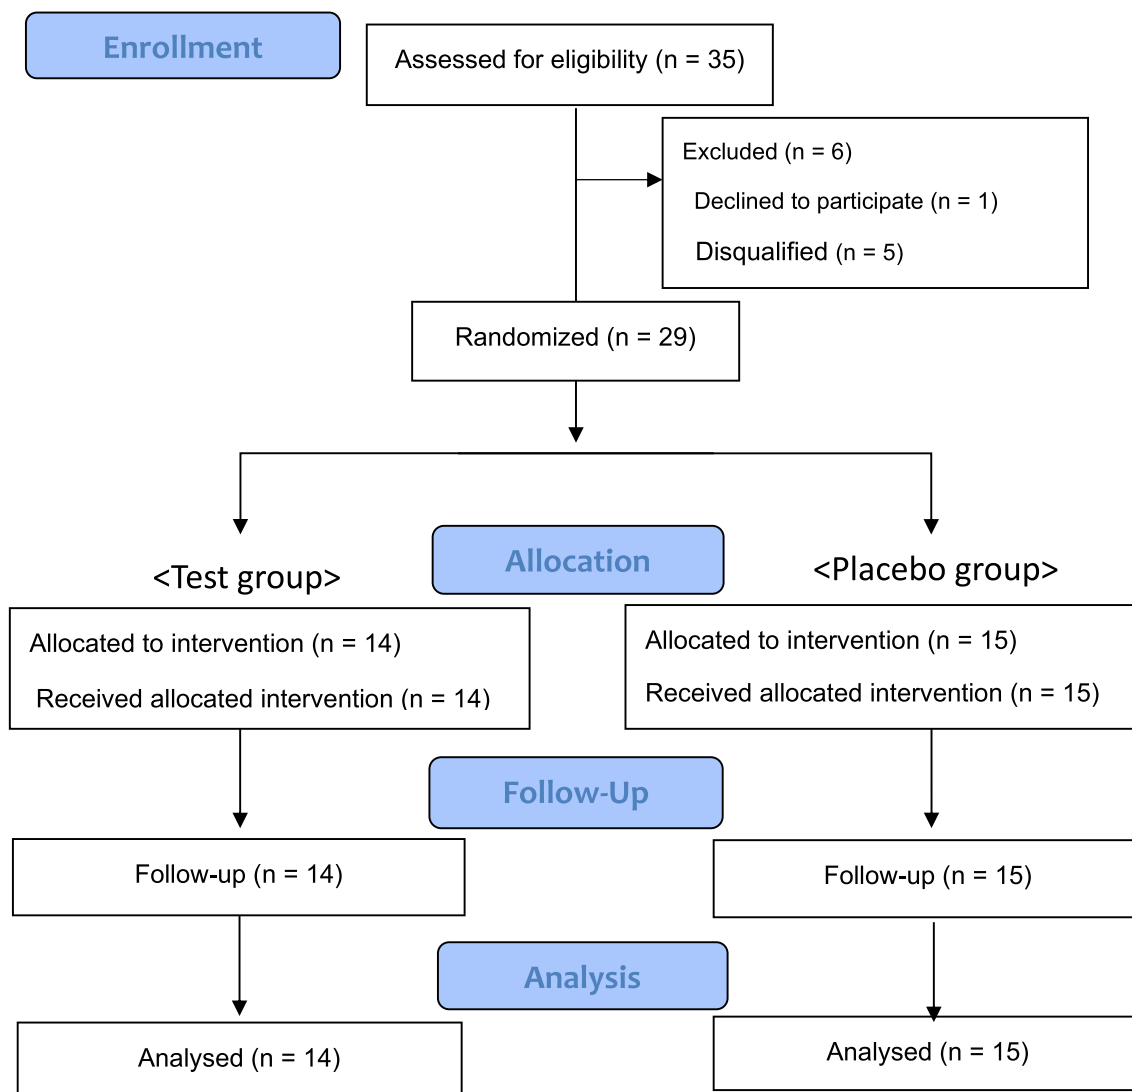 Enrollment
Assessed for eligibility (n = 35)
Excluded (n = 6)
Declined to participate (n = 1)
Disqualified (n = 5)
Randomized (n = 29)
Allocation
<Test group>
<Placebo group>
Allocated to intervention (n = 14)
Received allocated intervention (n = 14)
Allocated to intervention (n = 15)
Received allocated intervention (n = 15)
Follow-Up
Follow-up (n = 14)
Follow-up (n = 15)
Analysis
Analysed (n = 14)
Analysed (n = 15)